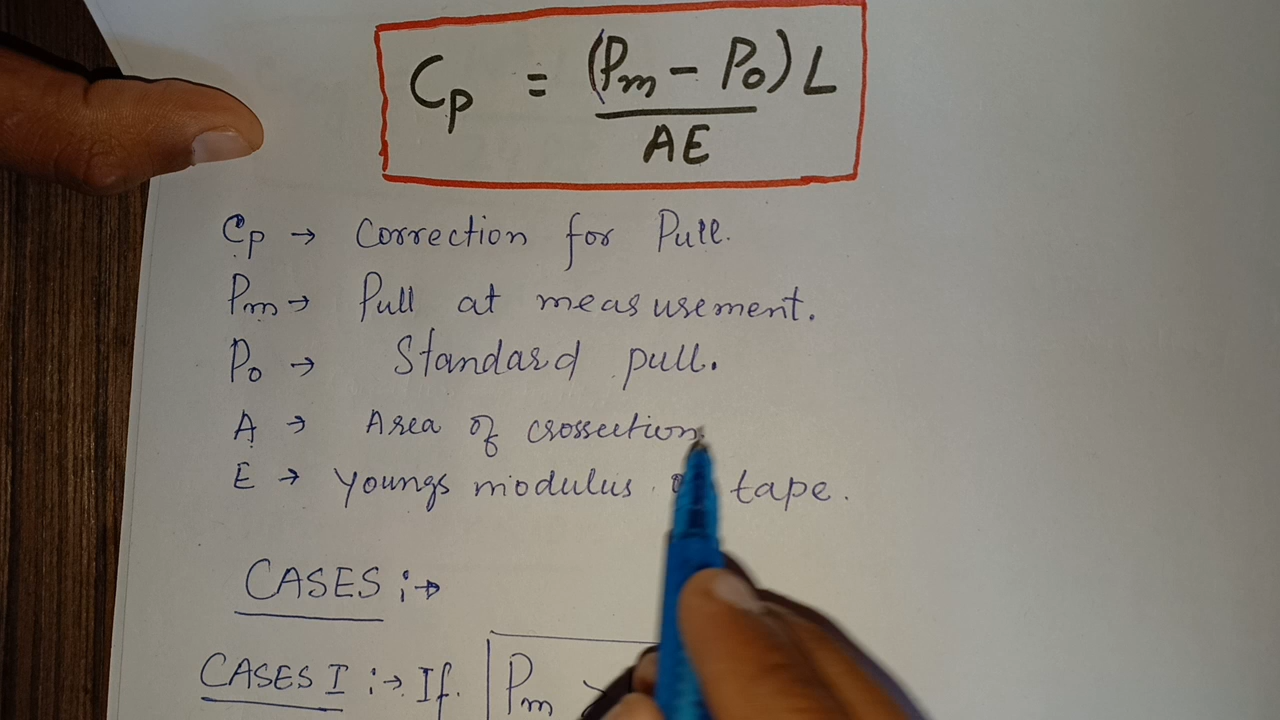 Cp = (Pm - Po) L
AE
Cp → Correction for Pull.
Pm → Pull at measurement.
Po → Standard pull.
A → Area of crossection.
E → Youngs modulus tape.
CASES :→
CASES I :→ If Pm >